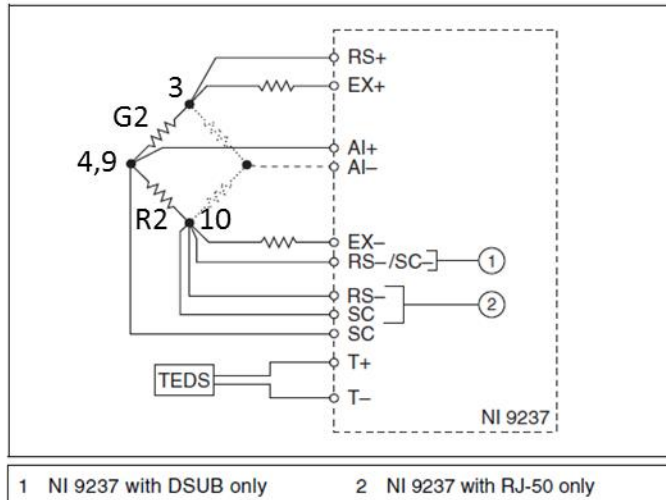 RS+
3
EX+
G2
AI+
4,9
AI–
R2
10
EX–
RS–/SC–
1
RS–
2
SC
SC
T+
TEDS
T–
NI 9237
1 NI 9237 with DSUB only
2 NI 9237 with RJ-50 only